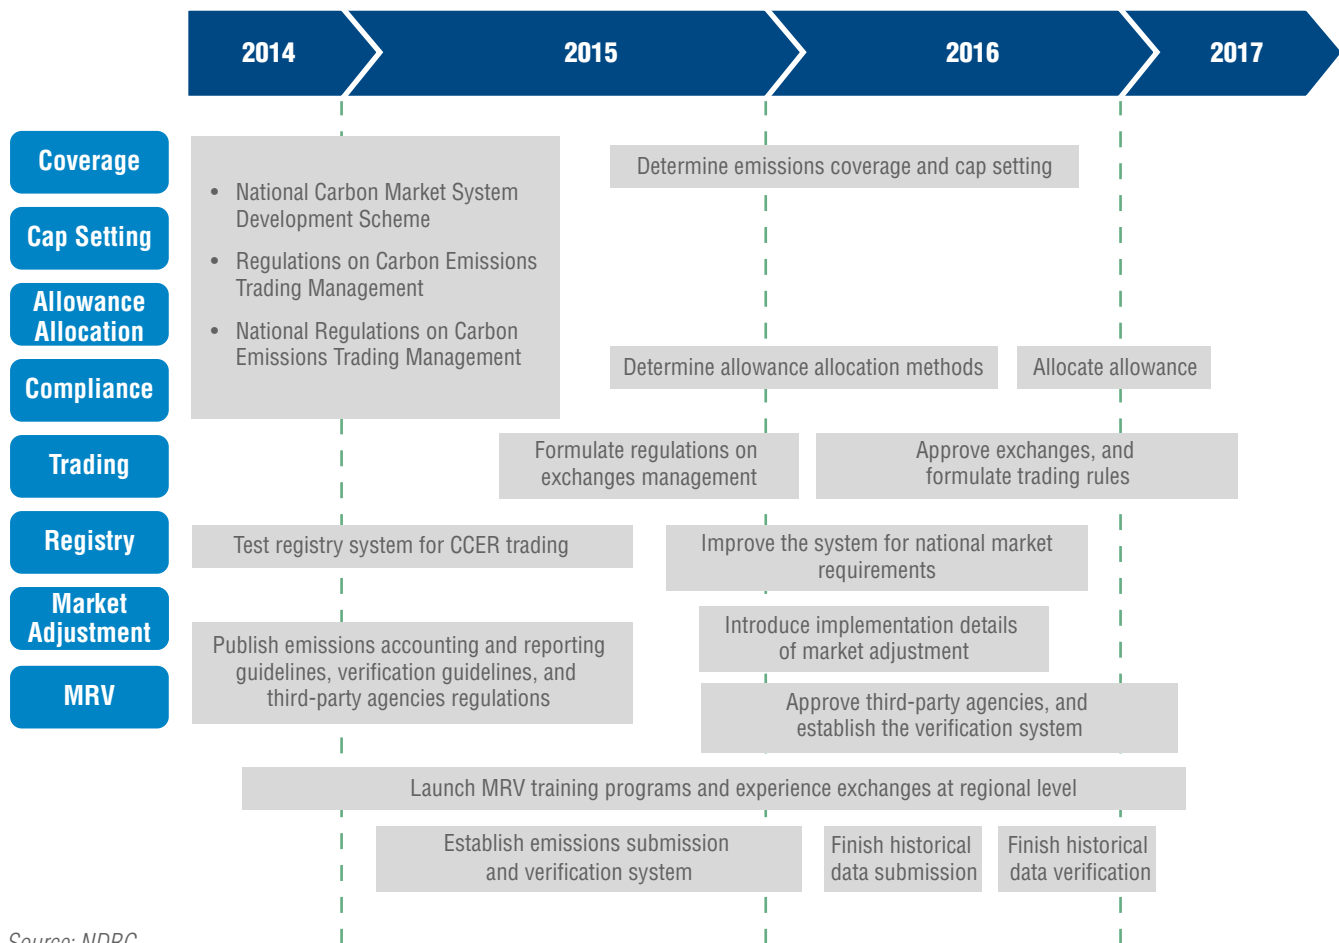 2014
2015
2016
2017
Coverage
Cap Setting
Allowance
Allocation
Compliance
Trading
Registry
Market
Adjustment
MRV
• National Carbon Market System
Development Scheme
• Regulations on Carbon Emissions
Trading Management
• National Regulations on Carbon
Emissions Trading Management
Determine emissions coverage and cap setting
Determine allowance allocation methods
Allocate allowance
Formulate regulations on
exchanges management
Approve exchanges, and
formulate trading rules
Test registry system for CCER trading
Improve the system for national market
requirements
Publish emissions accounting and reporting
guidelines, verification guidelines, and
third-party agencies regulations
Introduce implementation details
of market adjustment
Approve third-party agencies, and
establish the verification system
Launch MRV training programs and experience exchanges at regional level
Establish emissions submission
and verification system
Finish historical
data submission
Finish historical
data verification
Source: NDRC